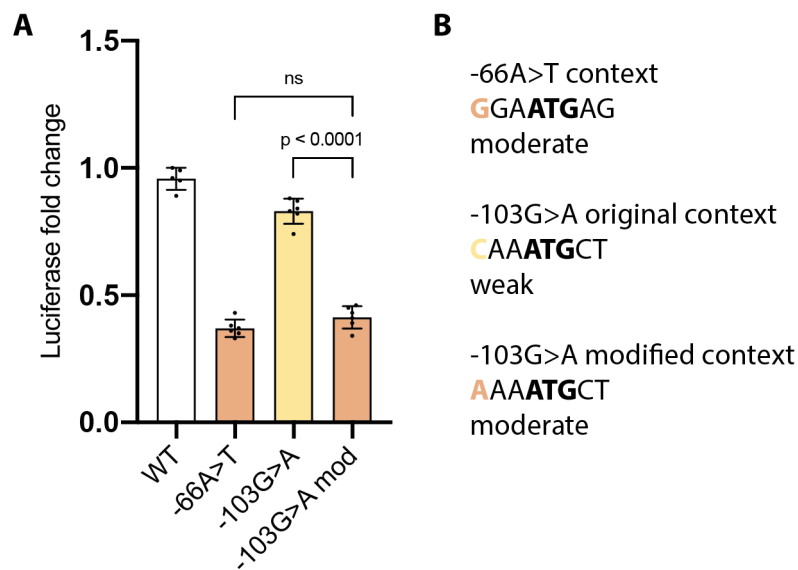 A
Luciferase fold change
1.5
1.0
0.5
0.0
ns
p < 0.0001
WT
-66A>T
-103G>A
-103G>A mod
B
-66A>T context
GGAATGAG
moderate
-103G>A original context
CAAATGCT
weak
-103G>A modified context
AAAATGCT
moderate